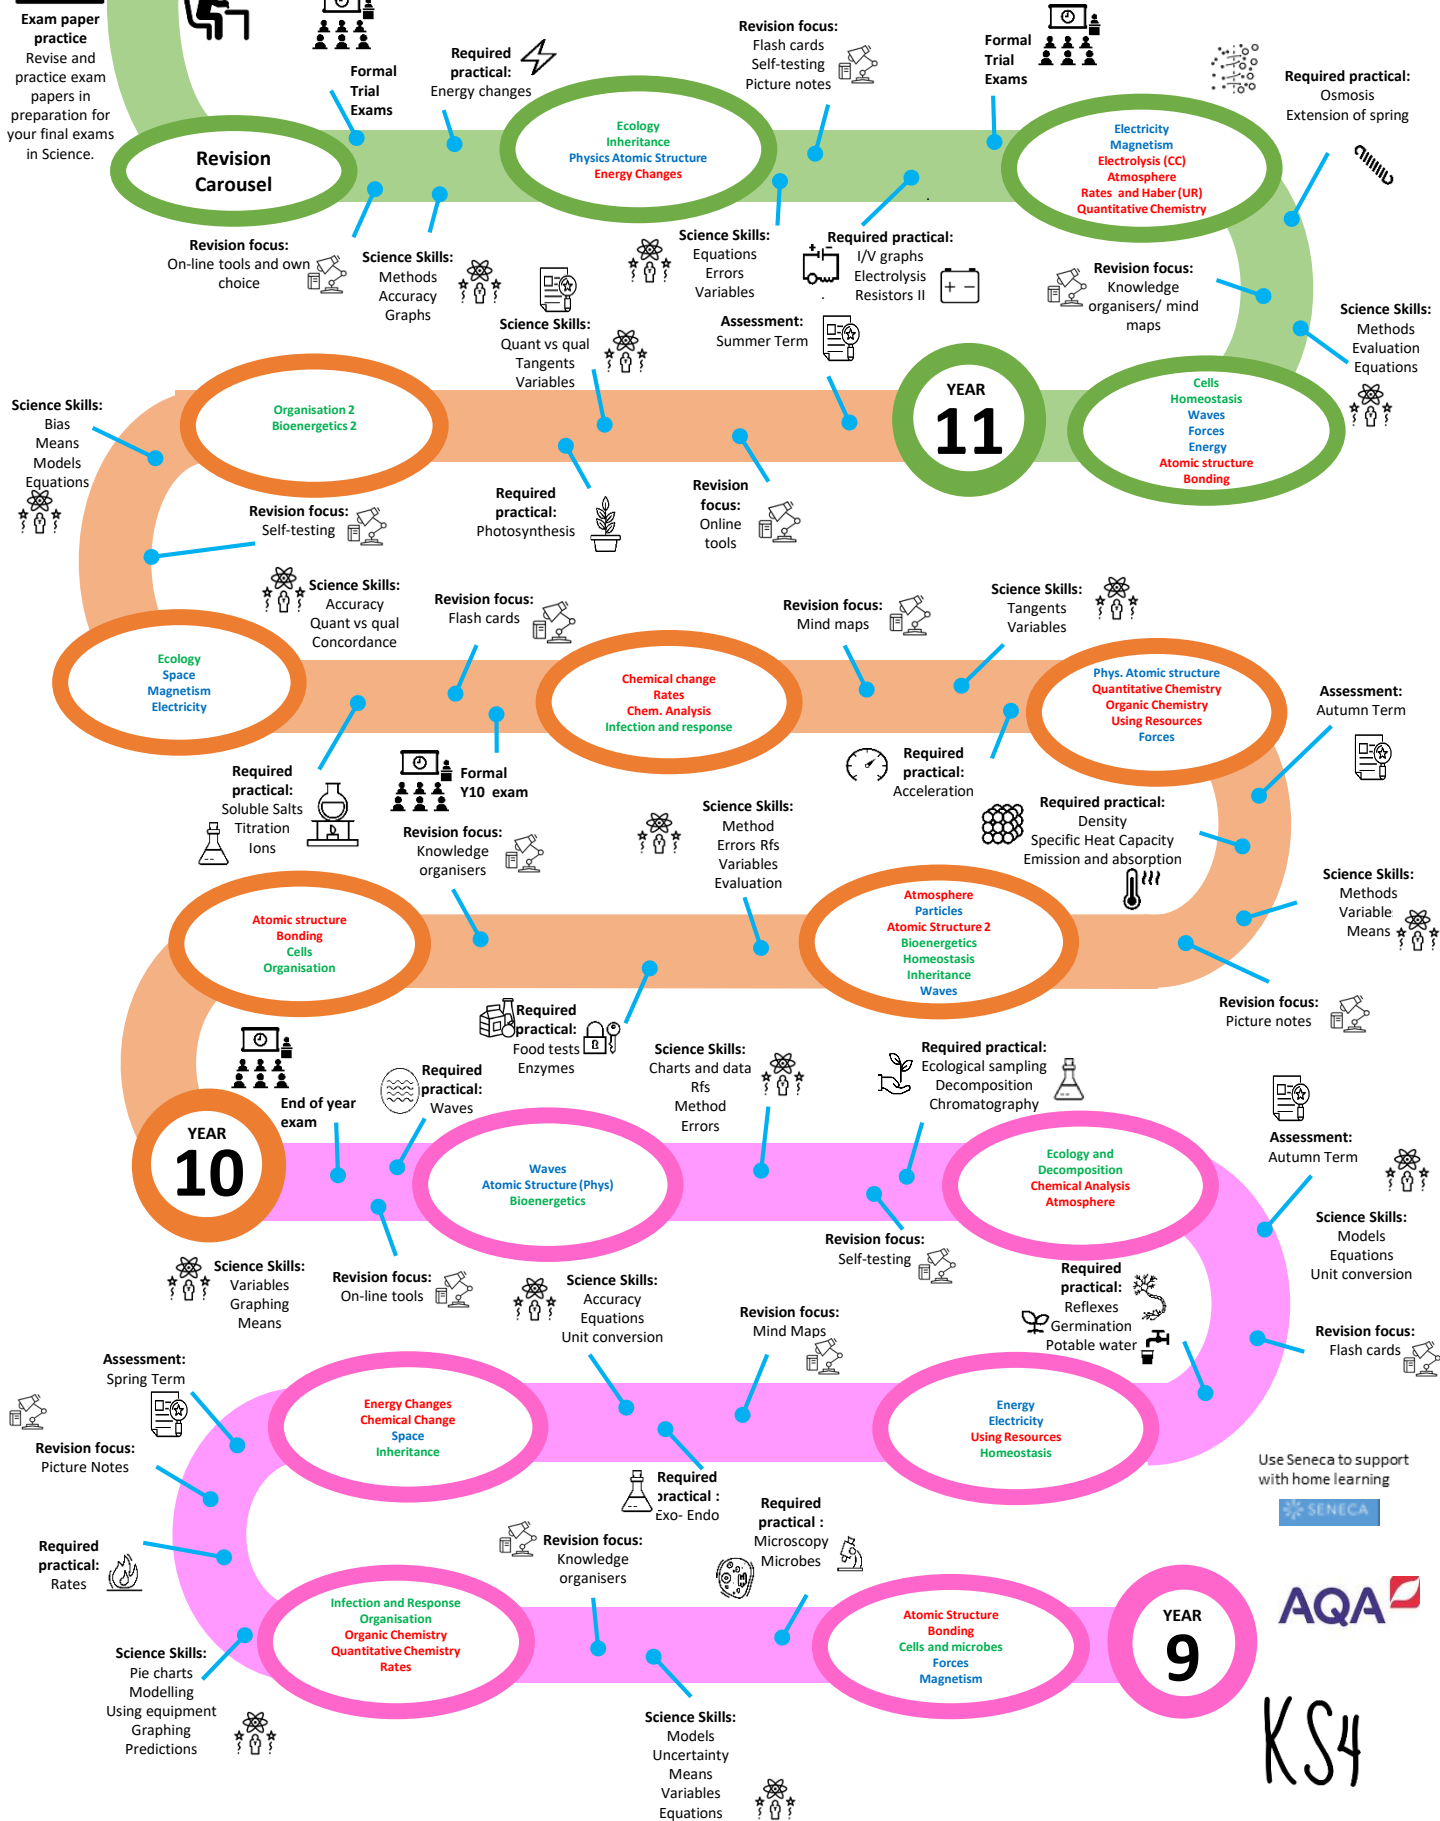 Exam paper
practice
Revise and
practice exam
papers in
preparation for
your final exams
in Science.
Formal
Trial
Exams
Required
practical:
Energy changes
Revision focus:
Flash cards
Self-testing
Picture notes
Formal
Trial
Exams
Required practical:
Osmosis
Extension of spring
Revision
Carousel
Ecology
Inheritance
Physics Atomic Structure
Energy Changes
Electricity
Magnetism
Electrolysis (CC)
Atmosphere
Rates and Haber (UR)
Quantitative Chemistry
Revision focus:
On-line tools and own
choice
Science Skills:
Methods
Accuracy
Graphs
Science Skills:
Equations
Errors
Variables
Required practical:
I/V graphs
Electrolysis
Resistors II
Revision focus:
Knowledge
organisers/ mind
maps
Science Skills:
Methods
Evaluation
Equations
Science Skills:
Quant vs qual
Tangents
Variables
Assessment:
Summer Term
Science Skills:
Bias
Means
Models
Equations
Organisation 2
Bioenergetics 2
YEAR
11
Cells
Homeostasis
Waves
Forces
Energy
Atomic structure
Bonding
Revision focus:
Self-testing
Required
practical:
Photosynthesis
Revision
focus:
Online
tools
Science Skills:
Accuracy
Quant vs qual
Concordance
Revision focus:
Flash cards
Revision focus:
Mind maps
Science Skills:
Tangents
Variables
Ecology
Space
Magnetism
Electricity
Chemical change
Rates
Chem. Analysis
Infection and response
Phys. Atomic structure
Quantitative Chemistry
Organic Chemistry
Using Resources
Forces
Assessment:
Autumn Term
Required
practical:
Soluble Salts
Titration
Ions
Formal
Y10 exam
Required
practical:
Acceleration
Revision focus:
Knowledge
organisers
Science Skills:
Method
Errors Rfs
Variables
Evaluation
Required practical:
Density
Specific Heat Capacity
Emission and absorption
Science Skills:
Methods
Variable
Means
Atomic structure
Bonding
Cells
Organisation
Atmosphere
Particles
Atomic Structure 2
Bioenergetics
Homeostasis
Inheritance
Waves
Revision focus:
Picture notes
Required
practical:
Food tests
Enzymes
End of year
exam
Required
practical:
Waves
Science Skills:
Charts and data
Rfs
Method
Errors
Required practical:
Ecological sampling
Decomposition
Chromatography
YEAR
10
Waves
Atomic Structure (Phys)
Bioenergetics
Ecology and
Decomposition
Chemical Analysis
Atmosphere
Assessment:
Autumn Term
Science Skills:
Models
Equations
Unit conversion
Science Skills:
Variables
Graphing
Means
Revision focus:
On-line tools
Science Skills:
Accuracy
Equations
Unit conversion
Revision focus:
Self-testing
Required
practical:
Reflexes
Germination
Potable water
Revision focus:
Mind Maps
Revision focus:
Flash cards
Assessment:
Spring Term
Energy Changes
Chemical Change
Space
Inheritance
Energy
Electricity
Using Resources
Homeostasis
Revision focus:
Picture Notes
Required
practical :
Exo- Endo
Required
practical :
Microscopy
Microbes
Use Seneca to support
with home learning
SENECA
Required
practical:
Rates
Revision focus:
Knowledge
organisers
Infection and Response
Organisation
Organic Chemistry
Quantitative Chemistry
Rates
Atomic Structure
Bonding
Cells and microbes
Forces
Magnetism
YEAR
9
AQA
Science Skills:
Pie charts
Modelling
Using equipment
Graphing
Predictions
Science Skills:
Models
Uncertainty
Means
Variables
Equations
KS4